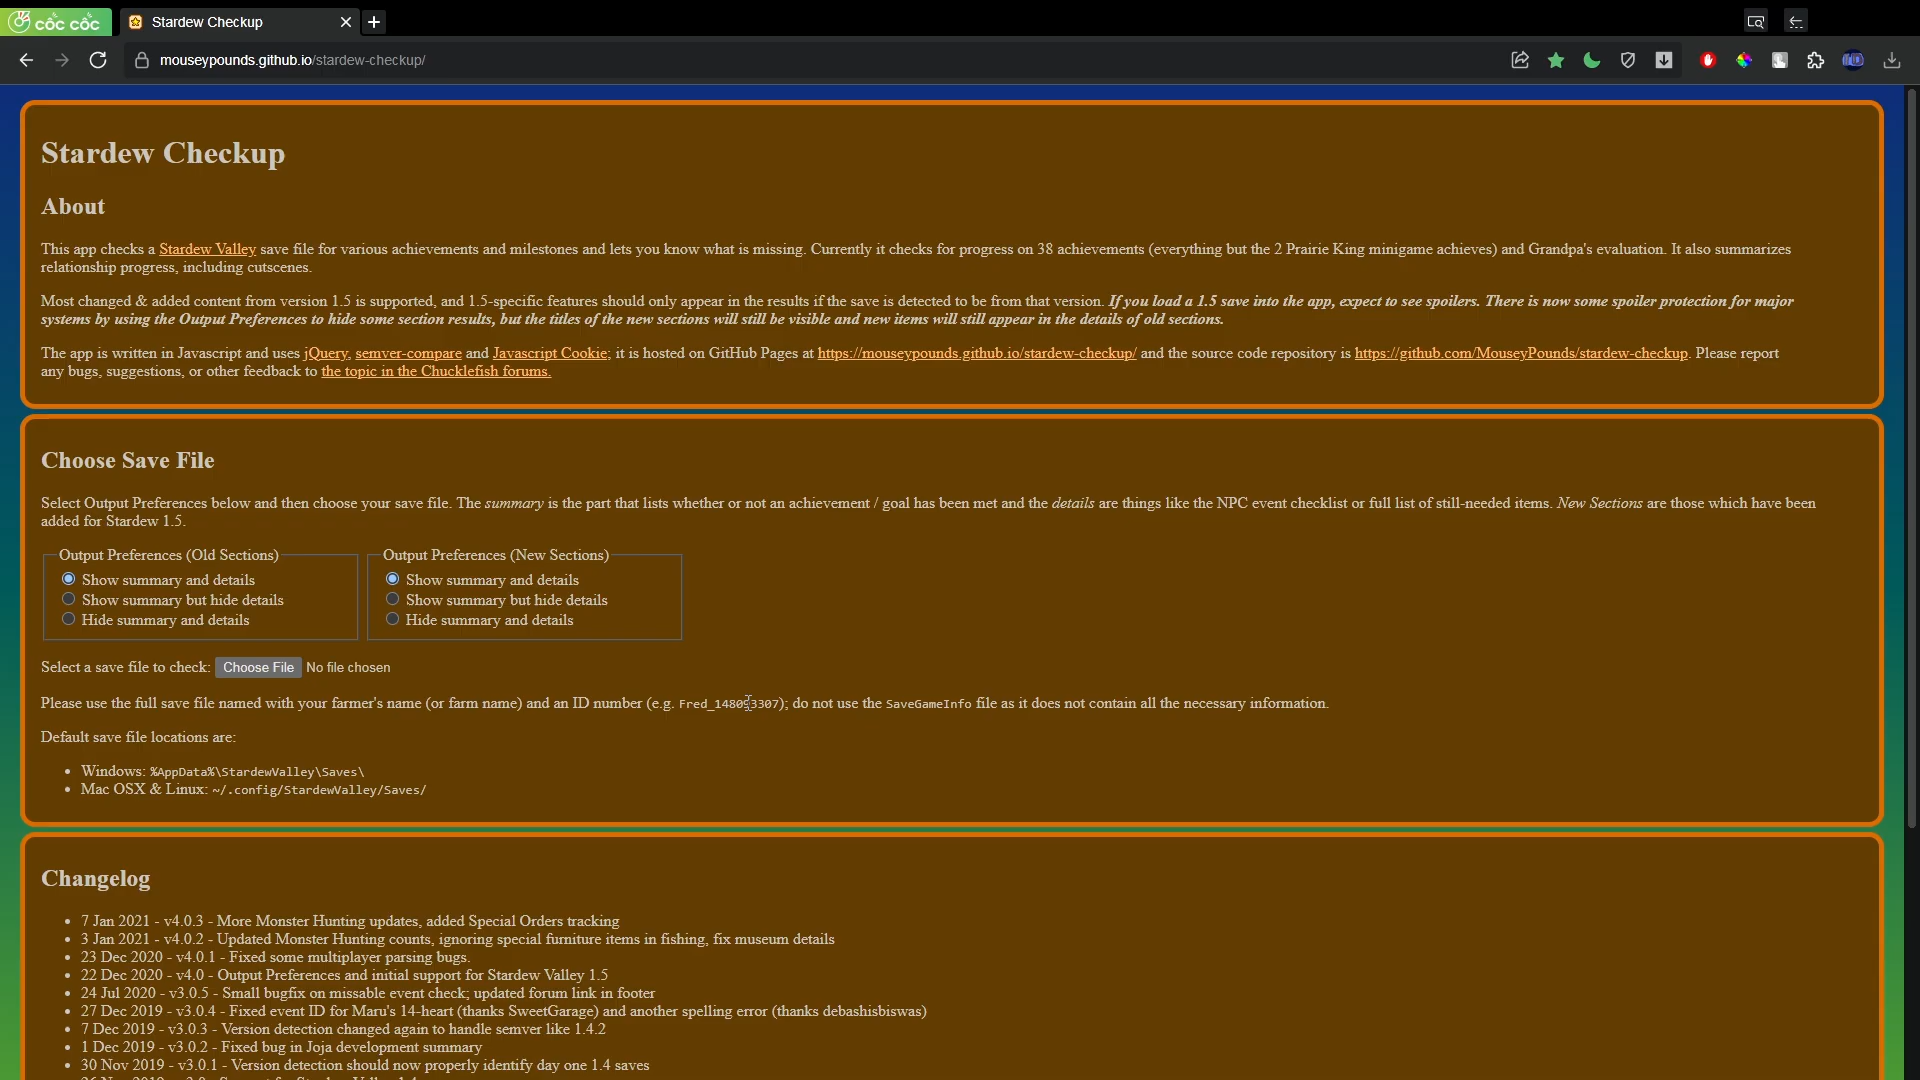 cốc cốc
Stardew Checkup
mouseypounds.github.io/stardew-checkup/
Stardew Checkup
About
This app checks a Stardew Valley save file for various achievements and milestones and lets you know what is missing. Currently it checks for progress on 38 achievements (everything but the 2 Prairie King minigame achieves) and Grandpa's evaluation. It also summarizes
relationship progress, including cutscenes.
Most changed & added content from version 1.5 is supported, and 1.5-specific features should only appear in the results if the save is detected to be from that version. If you load a 1.5 save into the app, expect to see spoilers. There is now some spoiler protection for major
systems by using the Output Preferences to hide some section results, but the titles of the new sections will still be visible and new items will still appear in the details of old sections.
The app is written in Javascript and uses jQuery, semver-compare and Javascript Cookie; it is hosted on GitHub Pages at https://mouseypounds.github.io/stardew-checkup/ and the source code repository is https://github.com/MouseyPounds/stardew-checkup. Please report
any bugs, suggestions, or other feedback to the topic in the Chucklefish forums.
Choose Save File
Select Output Preferences below and then choose your save file. The summary is the part that lists whether or not an achievement / goal has been met and the details are things like the NPC event checklist or full list of still-needed items. New Sections are those which have been
added for Stardew 1.5.
Output Preferences (Old Sections)
Show summary and details
Show summary but hide details
Hide summary and details
Output Preferences (New Sections)
Show summary and details
Show summary but hide details
Hide summary and details
Select a save file to check: Choose File No file chosen
Please use the full save file named with your farmer's name (or farm name) and an ID number (e.g. Fred_148093307); do not use the SaveGameInfo file as it does not contain all the necessary information.
Default save file locations are:
• Windows: %AppData%\StardewValley\Saves\
• Mac OSX & Linux: ~/.config/StardewValley/Saves/
Changelog
• 7 Jan 2021 - v4.0.3 - More Monster Hunting updates, added Special Orders tracking
• 3 Jan 2021 - v4.0.2 - Updated Monster Hunting counts, ignoring special furniture items in fishing, fix museum details
• 23 Dec 2020 - v4.0.1 - Fixed some multiplayer parsing bugs.
• 22 Dec 2020 - v4.0 - Output Preferences and initial support for Stardew Valley 1.5
• 24 Jul 2020 - v3.0.5 - Small bugfix on missable event check; updated forum link in footer
• 27 Dec 2019 - v3.0.4 - Fixed event ID for Maru's 14-heart (thanks SweetGarage) and another spelling error (thanks debashisbiswas)
• 7 Dec 2019 - v3.0.3 - Version detection changed again to handle semver like 1.4.2
• 1 Dec 2019 - v3.0.2 - Fixed bug in Joja development summary
• 30 Nov 2019 - v3.0.1 - Version detection should now properly identify day one 1.4 saves